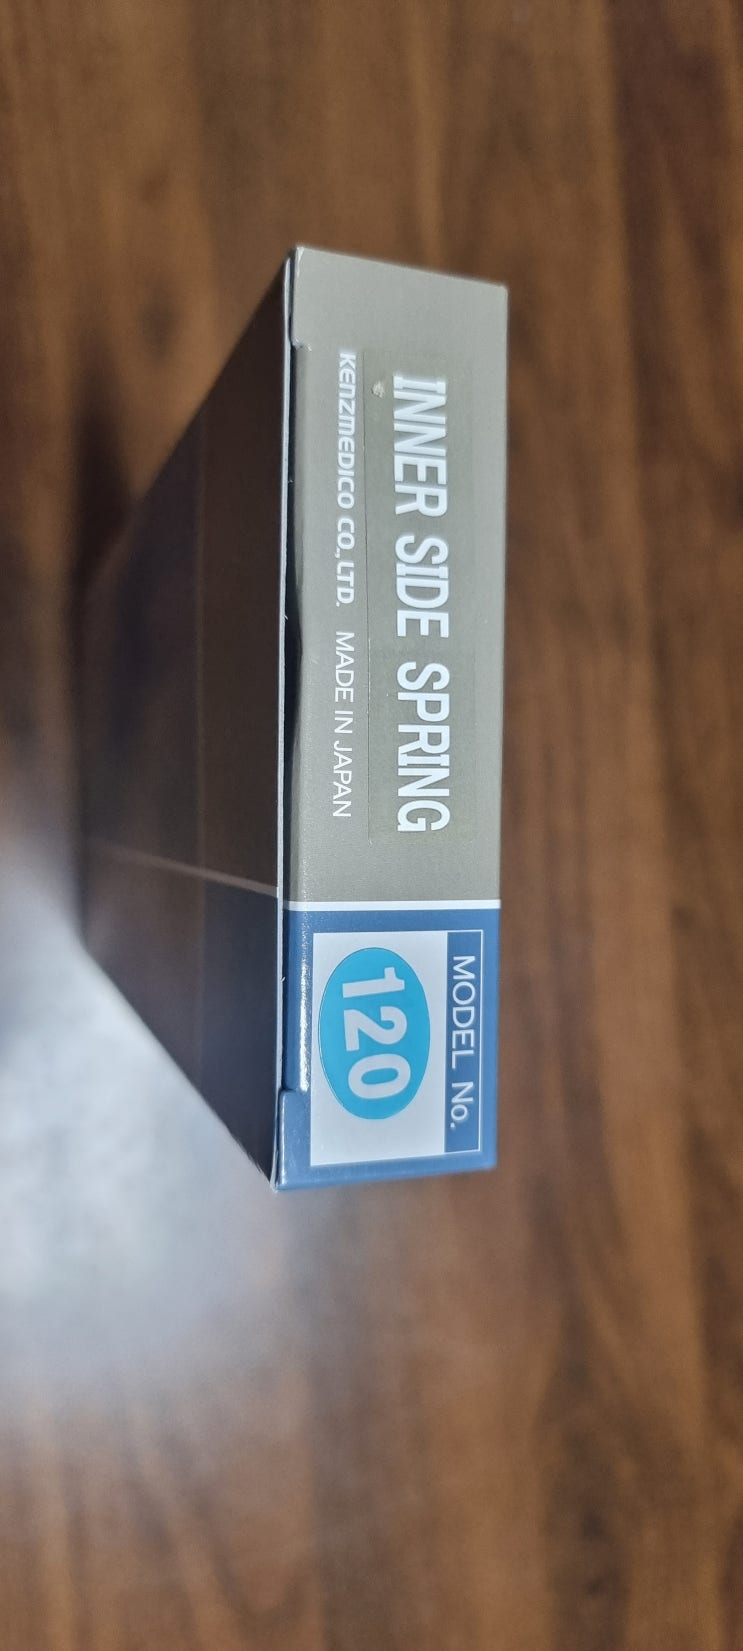 INNER SIDE SPRING
KENZMEDICO CO.,LTD. MADE IN JAPAN
MODEL No.
120